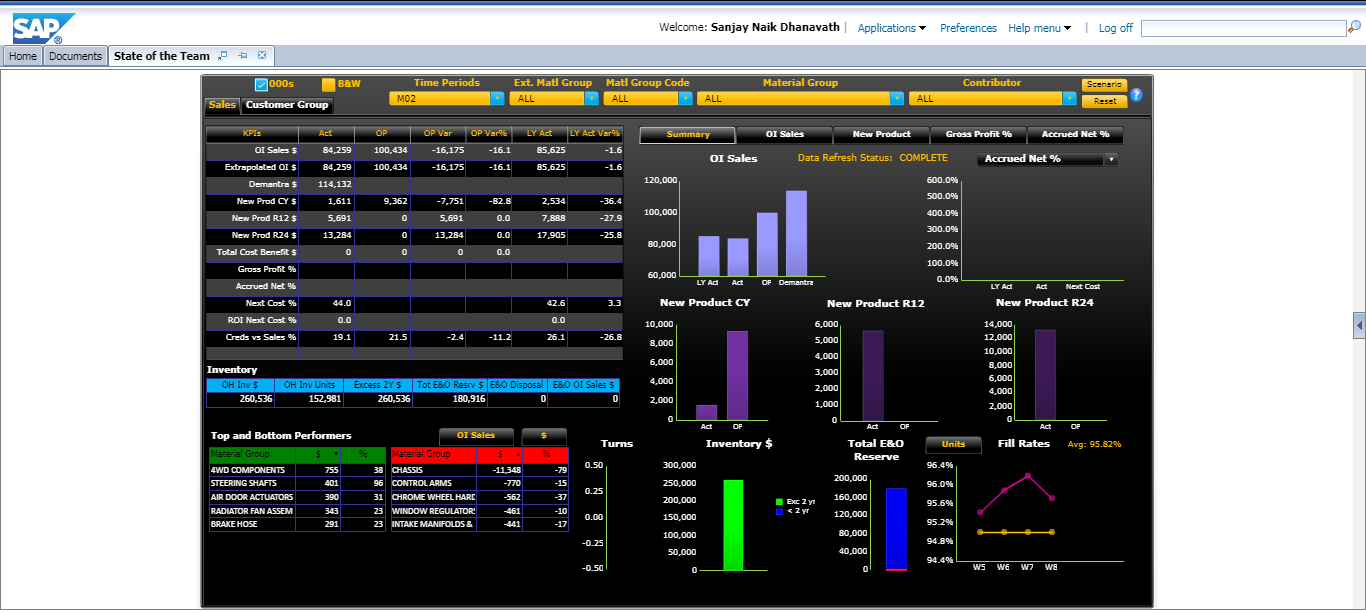 SAP ®
Welcome: Sanjay Naik Dhanavath | Applications Preferences Help menu | Log off
Home Documents State of the Team
000s B&W Time Periods Ext. Matl Group Matl Group Code Material Group Contributor Scenario
M02 ALL ALL ALL ALL Reset ?
Sales Customer Group
KPIs Act OP OP Var OP Var% LY Act LY Act Var%
OI Sales $ 84,259 100,434 -16,175 -16.1 85,625 -1.6
Extrapolated OI $ 84,259 100,434 -16,175 -16.1 85,625 -1.6
Demantra $ 114,132
New Prod CY $ 1,611 9,362 -7,751 -82.8 2,534 -36.4
New Prod R12 $ 5,691 0 5,691 0.0 7,888 -27.9
New Prod R24 $ 13,284 0 13,284 0.0 17,905 -25.8
Total Cost Benefit $ 0 0 0.0
Gross Profit %
Accrued Net %
Next Cost % 44.0 42.6 3.3
ROI Next Cost % 0.0 0.0
Creds vs Sales % 19.1 21.5 -2.4 -11.2 26.1 -26.8
Inventory
OH Inv $ OH Inv Units Excess 2Y $ Tot E&O Resrv $ E&O Disposal E&O OI Sales $
260,536 152,981 260,536 180,916 0 0
Top and Bottom Performers OI Sales $
Material Group $ %
4WD COMPONENTS 755 38
STEERING SHAFTS 401 96
AIR DOOR ACTUATORS 390 31
RADIATOR FAN ASSEM 343 23
BRAKE HOSE 291 23
Material Group $ %
CHASSIS -11,348 -79
CONTROL ARMS -770 -15
CHROME WHEEL HARD -562 -37
WINDOW REGULATORS -461 -10
INTAKE MANIFOLDS & -441 -17
Summary OI Sales New Product Gross Profit % Accrued Net %
OI Sales Data Refresh Status: COMPLETE Accrued Net %
120,000
100,000
80,000
60,000
LY Act Act OP Demantra
600.0%
500.0%
400.0%
300.0%
200.0%
100.0%
0.0%
LY Act Act Next Cost
New Product CY
10,000
8,000
6,000
4,000
2,000
0
Act OP
New Product R12
6,000
5,000
4,000
3,000
2,000
1,000
0
Act OP
New Product R24
14,000
12,000
10,000
8,000
6,000
4,000
2,000
0
Act OP
Turns
0.50
0.25
0.00
-0.25
-0.50
Inventory $
300,000
250,000
200,000
150,000
100,000
50,000
0
Exc 2 yr
< 2 yr
Total E&O
Reserve
200,000
160,000
120,000
80,000
40,000
0
Units Fill Rates Avg: 95.82%
96.4%
96.0%
95.6%
95.2%
94.8%
94.4%
W5 W6 W7 W8